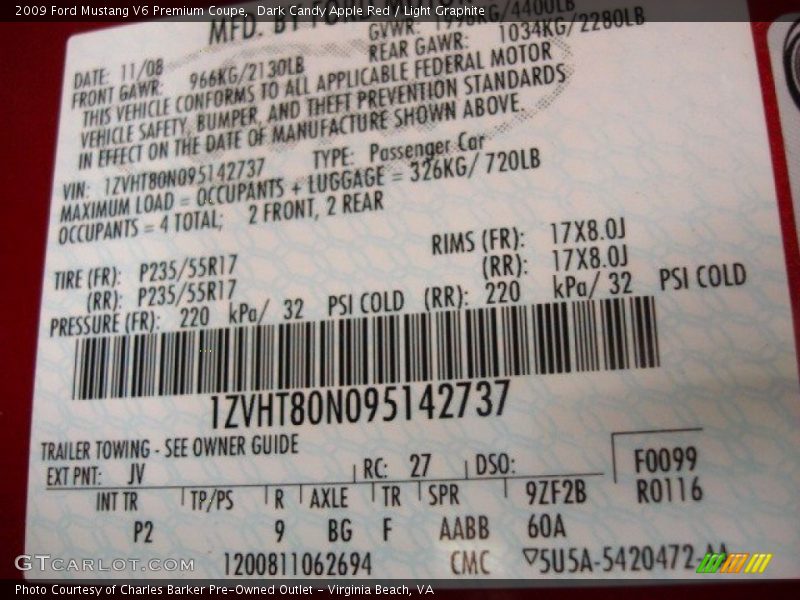 2009 Ford Mustang V6 Premium Coupe, Dark Candy Apple Red / Light Graphite
MFD. BY FORD
DATE: 11/08 GVWR: 1996KG/4400LB
FRONT GAWR: 966KG/2130LB REAR GAWR: 1034KG/2280LB
THIS VEHICLE CONFORMS TO ALL APPLICABLE FEDERAL MOTOR
VEHICLE SAFETY, BUMPER, AND THEFT PREVENTION STANDARDS
IN EFFECT ON THE DATE OF MANUFACTURE SHOWN ABOVE.
VIN: 1ZVHT80N095142737 TYPE: Passenger Car
MAXIMUM LOAD = OCCUPANTS + LUGGAGE = 326KG/ 720LB
OCCUPANTS = 4 TOTAL; 2 FRONT, 2 REAR
TIRE (FR): P235/55R17 RIMS (FR): 17X8.0J
(RR): P235/55R17 (RR): 17X8.0J
PRESSURE (FR): 220 kPa/ 32 PSI COLD (RR): 220 kPa/ 32 PSI COLD
1ZVHT80N095142737
TRAILER TOWING - SEE OWNER GUIDE
EXT PNT: JV RC: 27 DSO: F0099
INT TR TP/PS R AXLE TR SPR 9ZF2B R0116
P2 9 BG F AABB 60A
1200811062694 CMC ▽5U5A-5420472-
GTCarLot.com
Photo Courtesy of Charles Barker Pre-Owned Outlet - Virginia Beach, VA